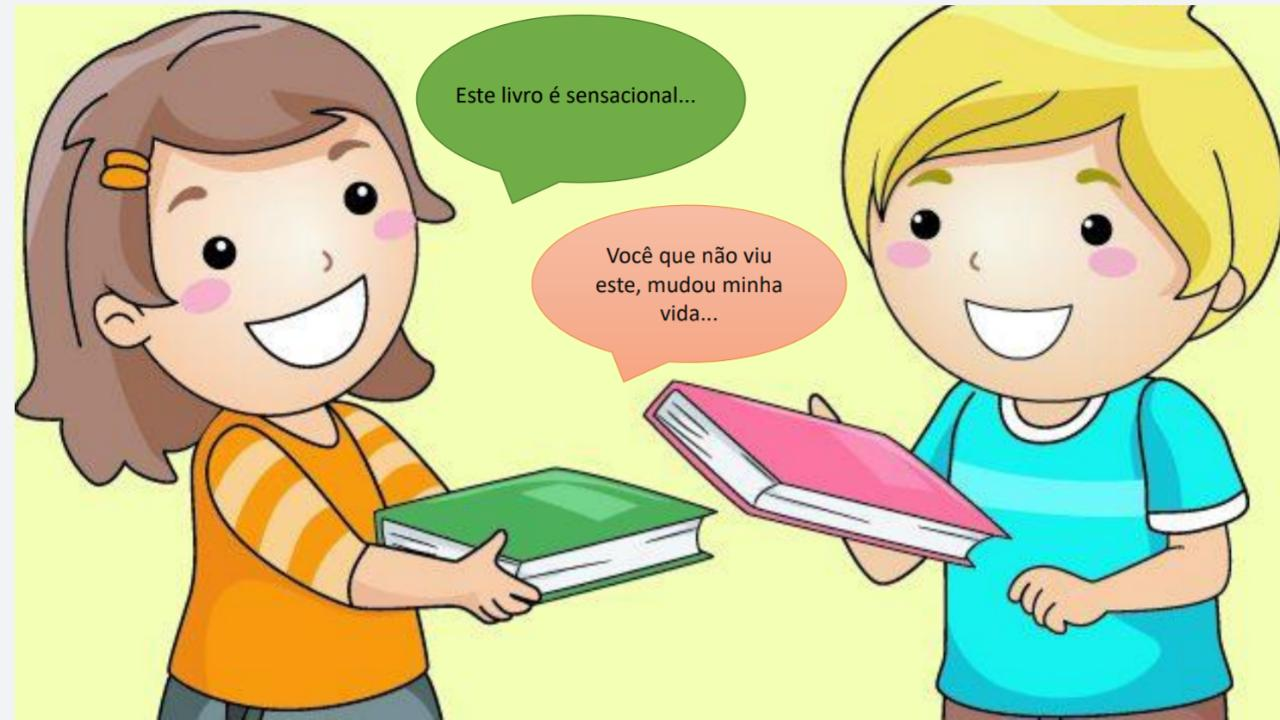 Este livro é sensacional...
Você que não viu
este, mudou minha
vida...